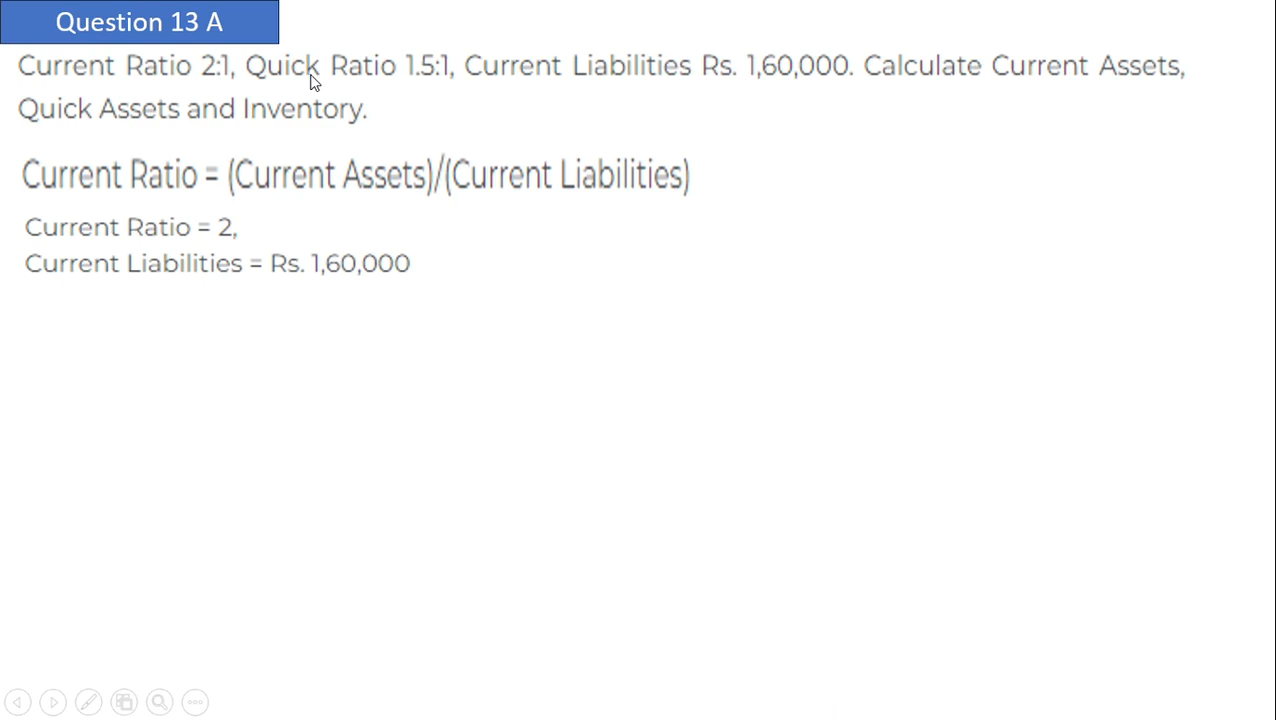 Question 13 A
Current Ratio 2:1, Quick Ratio 1.5:1, Current Liabilities Rs. 1,60,000. Calculate Current Assets,
Quick Assets and Inventory.
Current Ratio = (Current Assets)/(Current Liabilities)
Current Ratio = 2,
Current Liabilities = Rs. 1,60,000